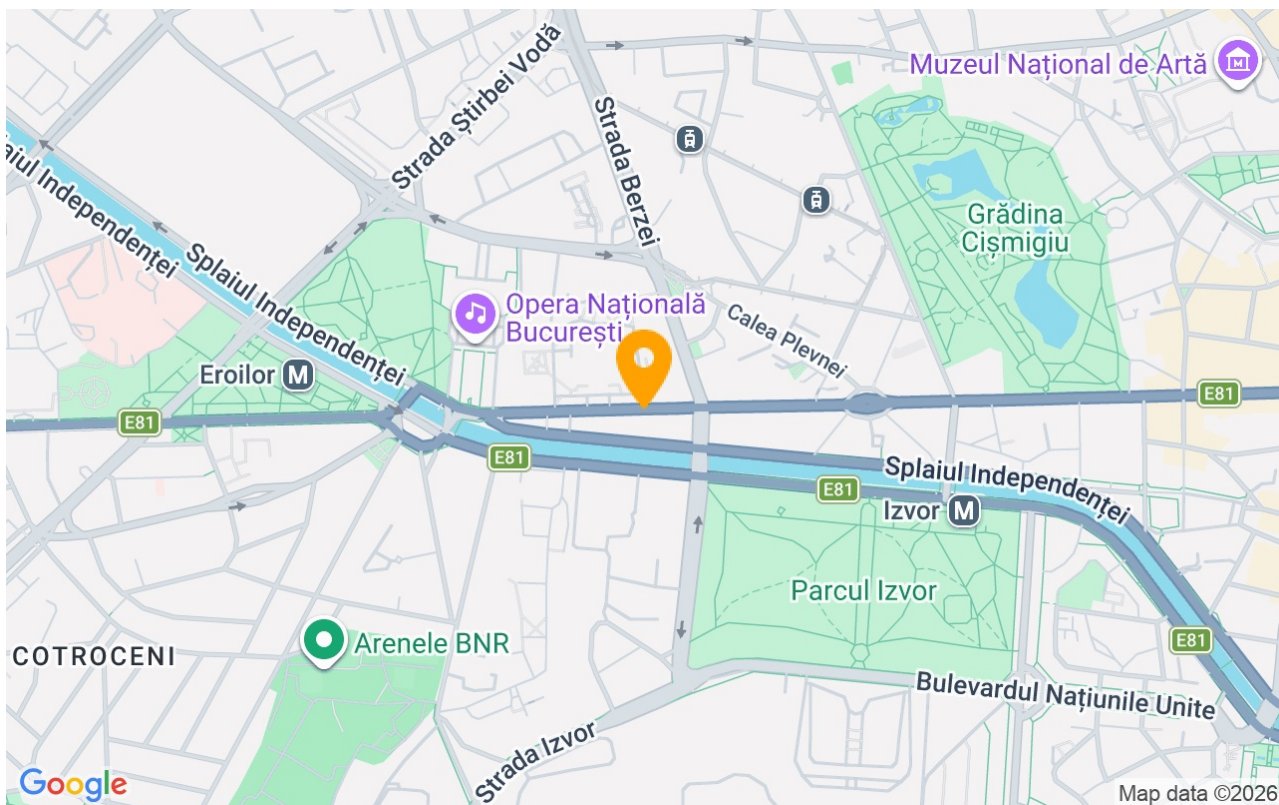 Strada Știrbei Vodă
Muzeul Național de Artă
M
Strada Berzei
aiul Independenței
Splaiul Independenței
Grădina
Cișmigiu
Opera Națională
București
Calea Plevnei
Eroilor M
E81
E81
E81
E81
Splaiul Independenței
Izvor M
Parcul Izvor
E81
Arenele BNR
COTROCENI
Bulevardul Națiunile Unite
Strada Izvor
Google
Map data ©2026